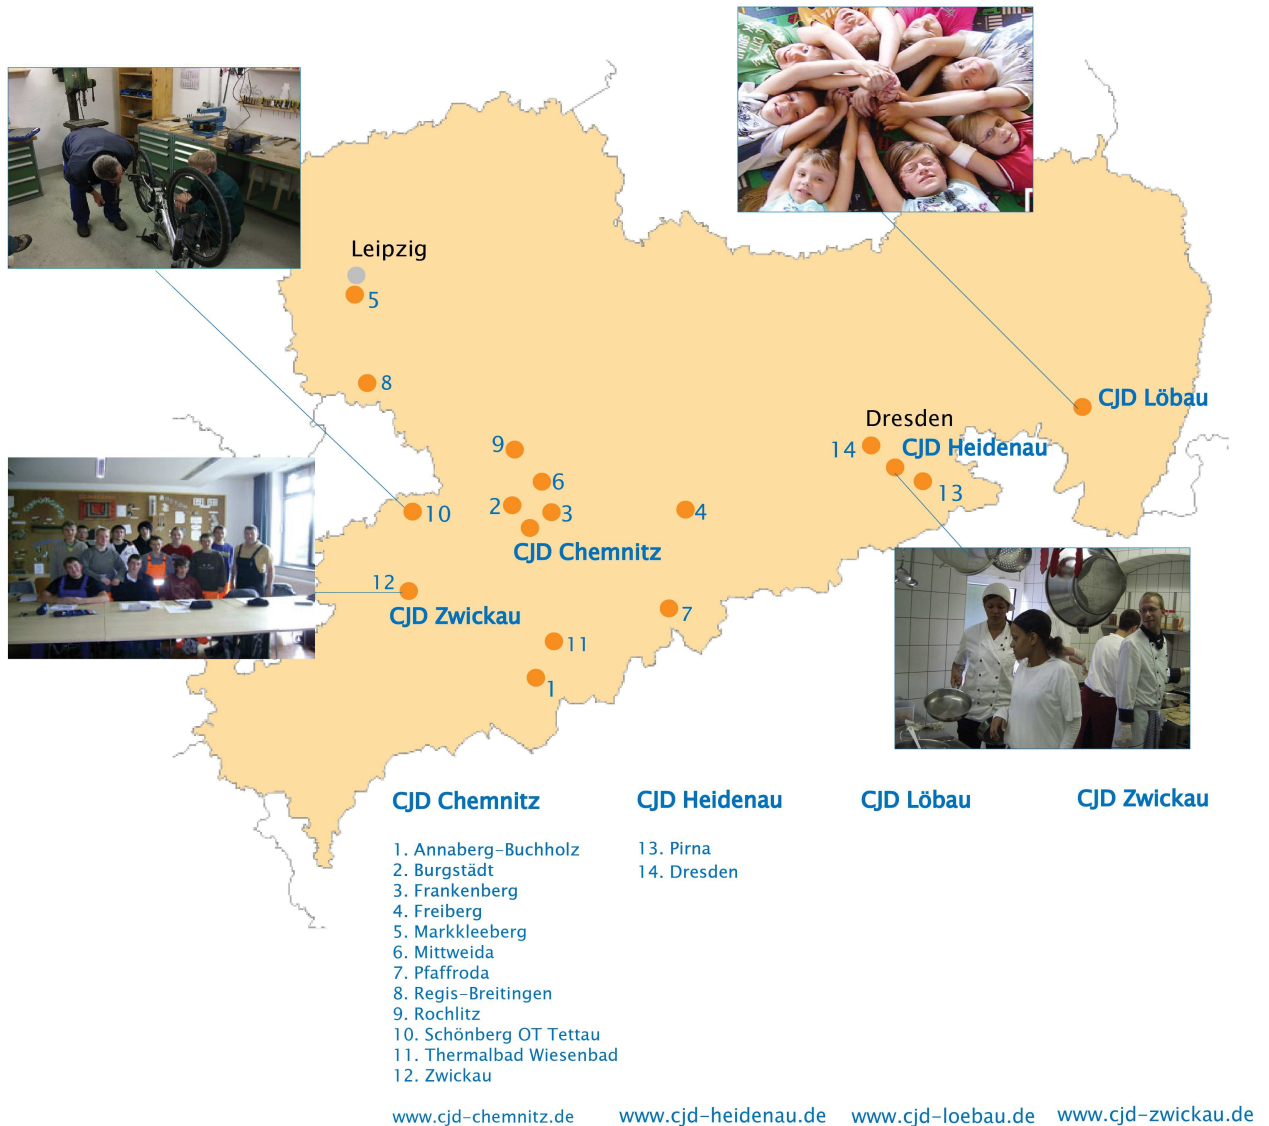 Leipzig
5
8
CJD Löbau
Dresden
14
CJD Heidenau
13
9
6
2
3
4
10
CJD Chemnitz
12
CJD Zwickau
7
11
1
CJD Chemnitz
1. Annaberg-Buchholz
2. Burgstädt
3. Frankenberg
4. Freiberg
5. Markkleeberg
6. Mittweida
7. Pfaffroda
8. Regis-Breitingen
9. Rochlitz
10. Schönberg OT Tettau
11. Thermalbad Wiesenbad
12. Zwickau
www.cjd-chemnitz.de
CJD Heidenau
13. Pirna
14. Dresden
www.cjd-heidenau.de
CJD Löbau
www.cjd-loebau.de
CJD Zwickau
www.cjd-zwickau.de